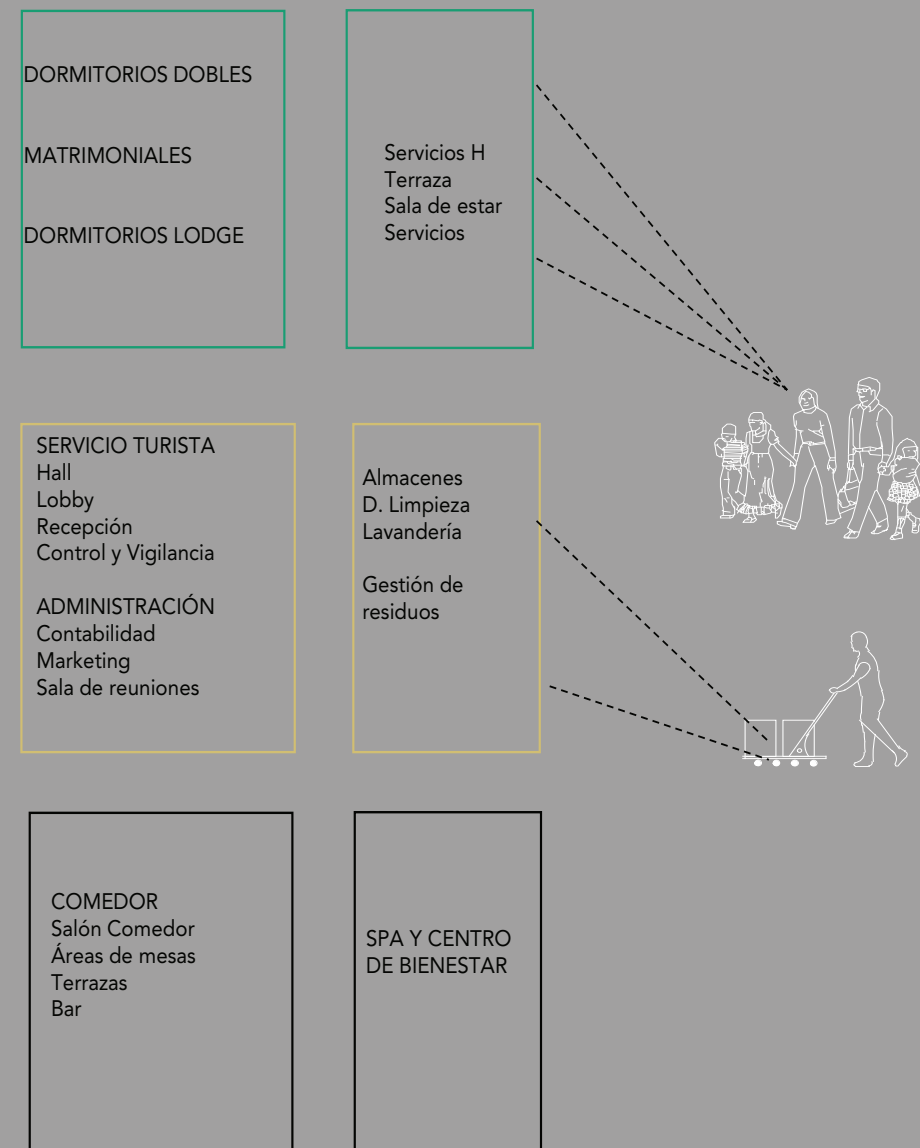 DORMITORIOS DOBLES
MATRIMONIALES
DORMITORIOS LODGE
Servicios H
Terraza
Sala de estar
Servicios
SERVICIO TURISTA
Hall
Lobby
Recepción
Control y Vigilancia
ADMINISTRACIÓN
Contabilidad
Marketing
Sala de reuniones
Almacenes
D. Limpieza
Lavandería
Gestión de
residuos
COMEDOR
Salón Comedor
Áreas de mesas
Terrazas
Bar
SPA Y CENTRO
DE BIENESTAR